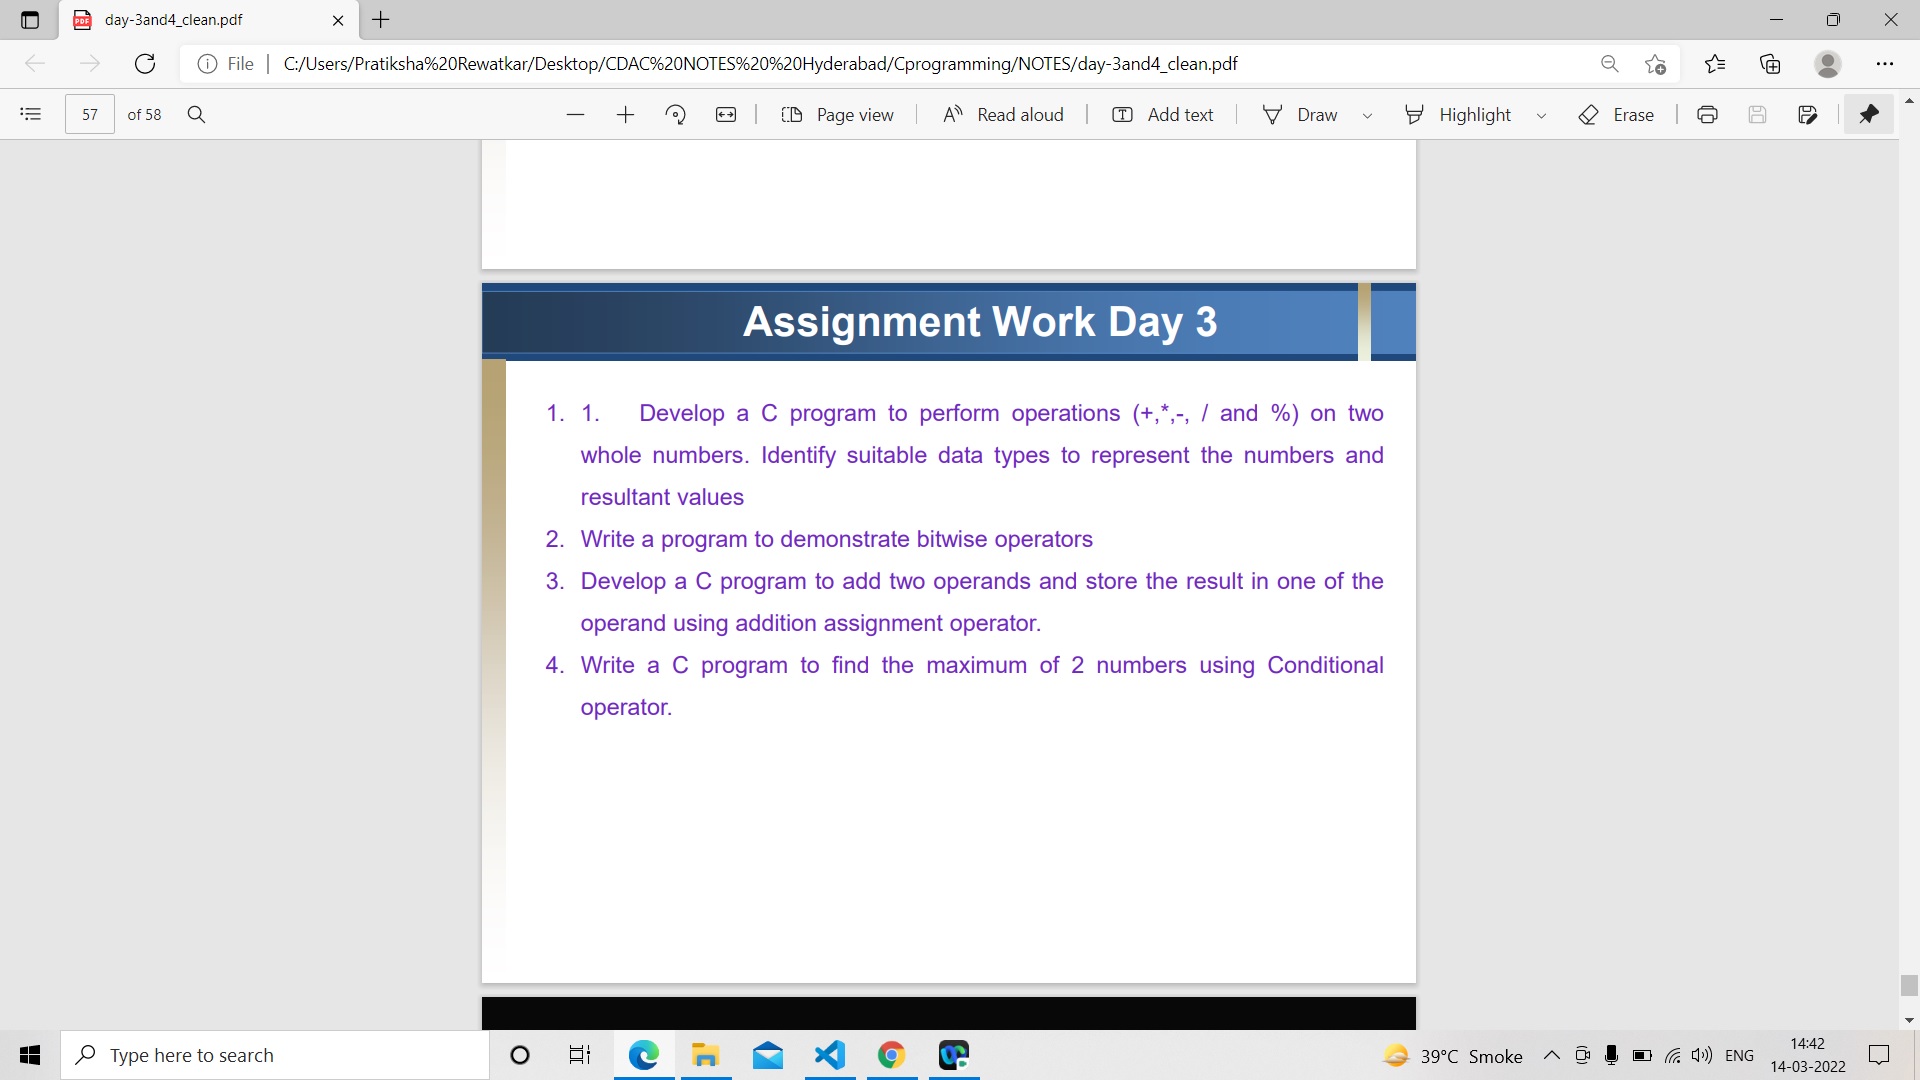 day-3and4_clean.pdf
File
C:/Users/Pratiksha%20Rewatkar/Desktop/CDAC%20NOTES%20%20Hyderabad/Cprogramming/NOTES/day-3and4_clean.pdf
57 of 58 Page view Read aloud Add text Draw Highlight Erase
Assignment Work Day 3
1. 1. Develop a C program to perform operations (+,*,-, / and %) on two
whole numbers. Identify suitable data types to represent the numbers and
resultant values
2. Write a program to demonstrate bitwise operators
3. Develop a C program to add two operands and store the result in one of the
operand using addition assignment operator.
4. Write a C program to find the maximum of 2 numbers using Conditional
operator.
Type here to search
39°C Smoke
ENG
14:42
14-03-2022